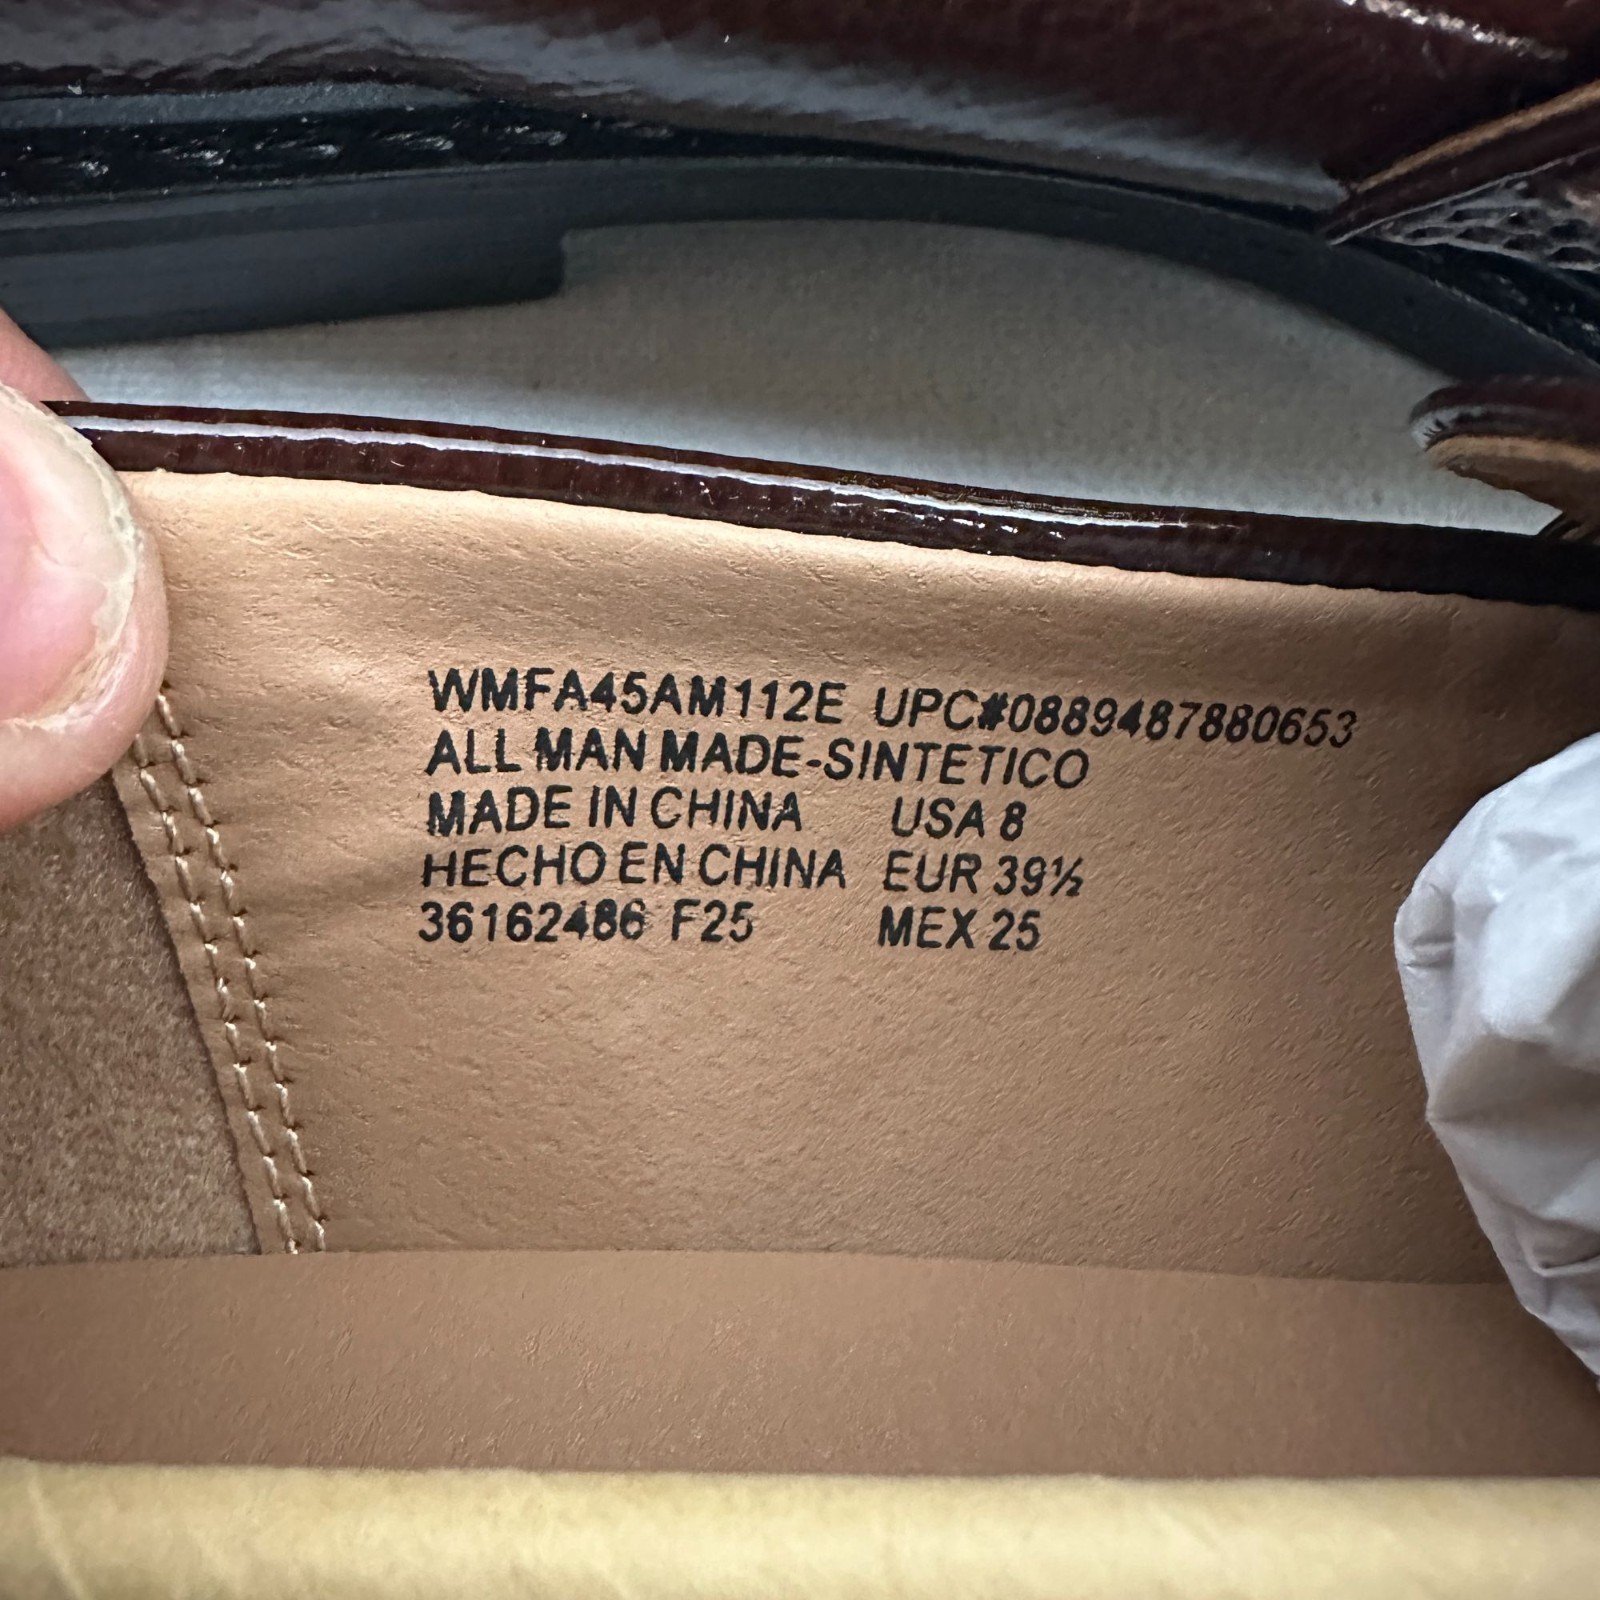 WMFA45AM112E UPC#0889487880653
ALL MAN MADE-SINTETICO
MADE IN CHINA USA 8
HECHO EN CHINA EUR 39½
36162486 F25 MEX 25